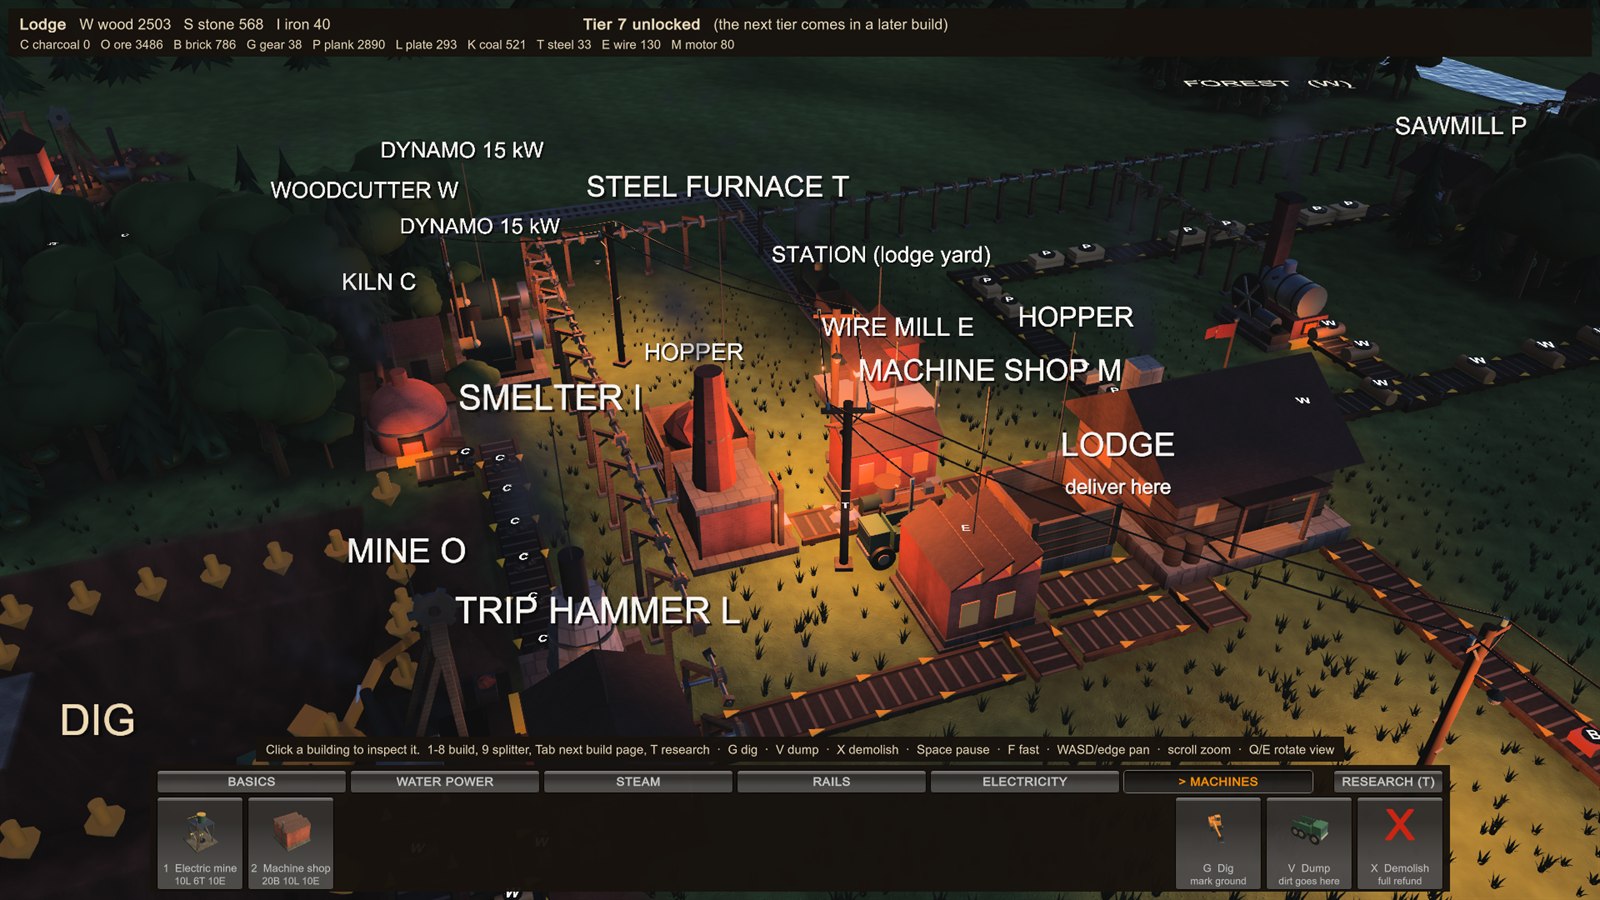 Lodge W wood 2503 S stone 568 I iron 40
Tier 7 unlocked (the next tier comes in a later build)
C charcoal 0 O ore 3486 B brick 786 G gear 38 P plank 2890 L plate 293 K coal 521 T steel 33 E wire 130 M motor 80
FOREST (W)
SAWMILL P
DYNAMO 15 kW
WOODCUTTER W
STEEL FURNACE T
DYNAMO 15 kW
STATION (lodge yard)
KILN C
HOPPER
WIRE MILL E
HOPPER
MACHINE SHOP M
SMELTER I
LODGE
deliver here
MINE O
TRIP HAMMER L
DIG
Click a building to inspect it. 1-8 build, 9 splitter, Tab next build page, T research · G dig · V dump · X demolish · Space pause · F fast · WASD/edge pan · scroll zoom · Q/E rotate view
BASICS
WATER POWER
STEAM
RAILS
ELECTRICITY
> MACHINES
RESEARCH (T)
1 Electric mine
10L 6T 10E
2 Machine shop
20B 10L 10E
G Dig
mark ground
V Dump
dirt goes here
X Demolish
full refund